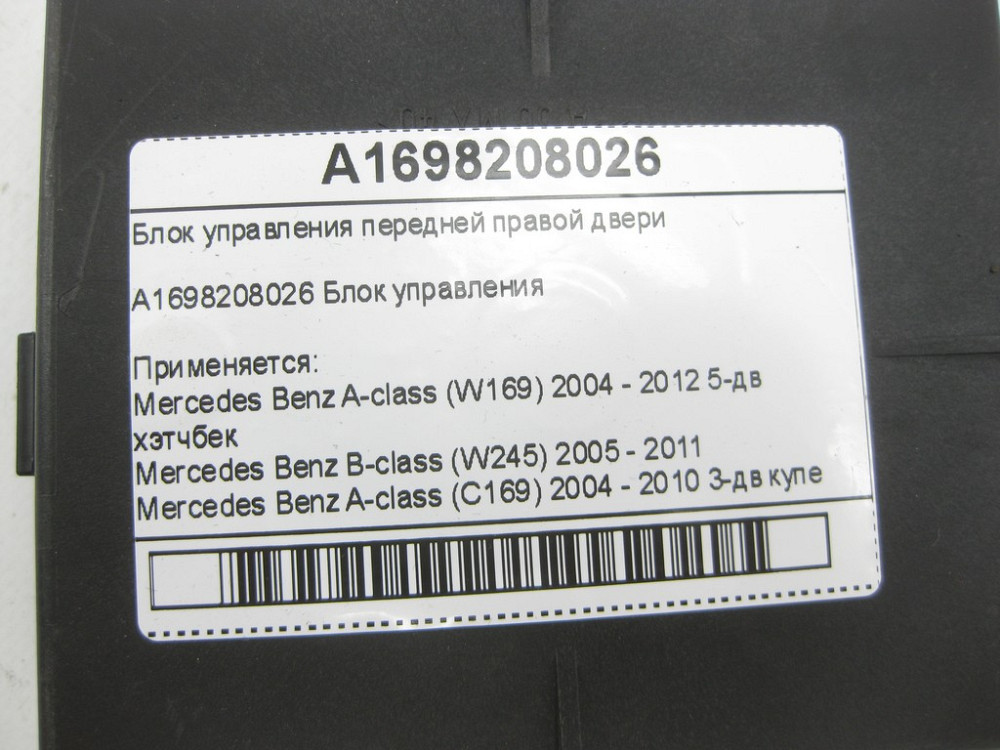 A1698208026
Блок управления передней правой двери
A1698208026 Блок управления
Применяется:
Mercedes Benz A-class (W169) 2004 - 2012 5-дв
хэтчбек
Mercedes Benz B-class (W245) 2005 - 2011
Mercedes Benz A-class (C169) 2004 - 2010 3-дв купе